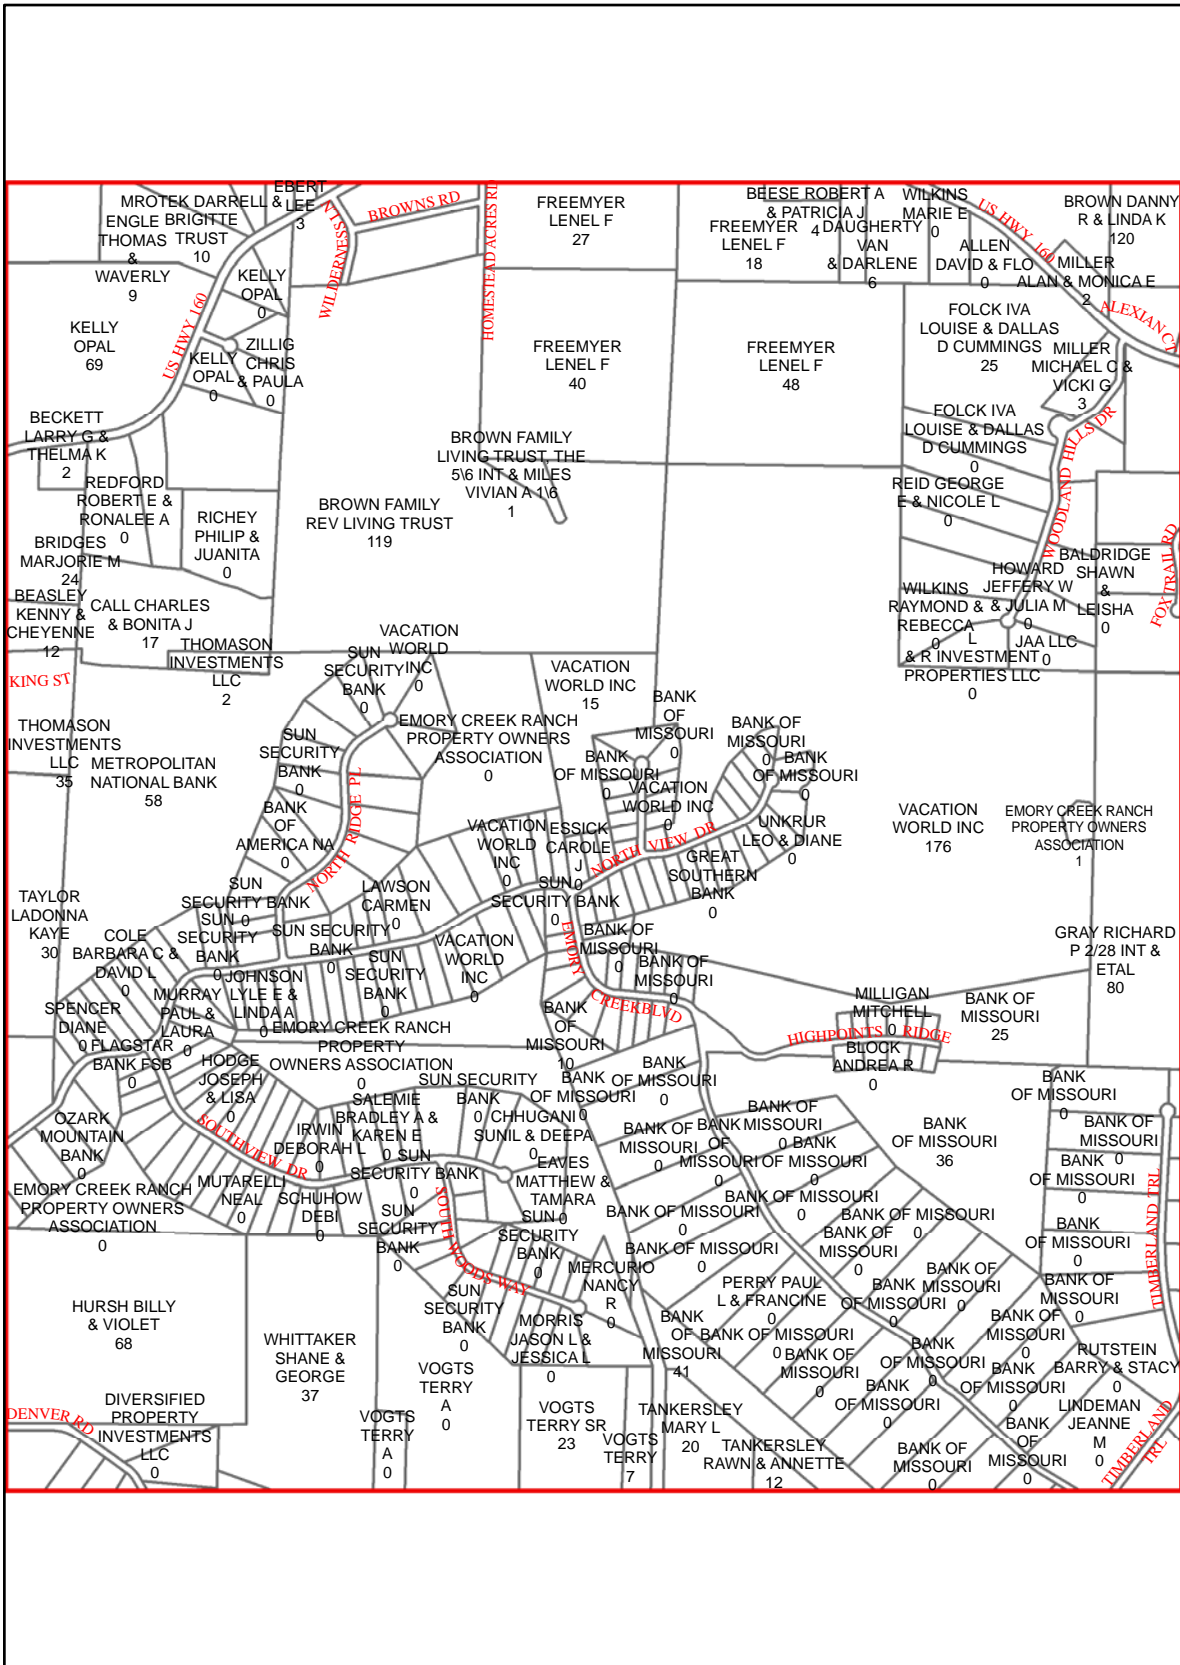 MROTEK DARRELL &
BRIGITTE
TRUST
10
EBERT
LEE
3
ENGLE
THOMAS
&
WAVERLY
9
WILDERNESS LN
BROWNS RD
HOMESTEAD ACRES RD
FREEMYER
LENEL F
27
BEESE ROBERT A
& PATRICIA J
4
FREEMYER
LENEL F
18
DAUGHERTY
VAN
& DARLENE
6
WILKINS
MARIE E
0
US HWY 160
ALLEN
DAVID & FLO
0
BROWN DANNY
R & LINDA K
120
MILLER
ALAN & MONICA E
2
ALEXIAN CT
KELLY
OPAL
0
KELLY
OPAL
69
US HWY 160
KELLY
OPAL
0
ZILLIG
CHRIS
& PAULA
0
FREEMYER
LENEL F
40
FREEMYER
LENEL F
48
FOLCK IVA
LOUISE & DALLAS
D CUMMINGS
25
MILLER
MICHAEL C &
VICKI G
3
BECKETT
LARRY G &
THELMA K
2
REDFORD
ROBERT E &
RONALEE A
0
BROWN FAMILY
LIVING TRUST, THE
5\6 INT & MILES
VIVIAN A 1\6
1
FOLCK IVA
LOUISE & DALLAS
D CUMMINGS
0
WOODLAND HILLS DR
REID GEORGE
E & NICOLE L
0
BROWN FAMILY
REV LIVING TRUST
119
RICHEY
PHILIP &
JUANITA
0
BRIDGES
MARJORIE M
24
BEASLEY
KENNY &
CHEYENNE
12
CALL CHARLES
& BONITA J
17
HOWARD
JEFFERY W
& JULIA M
0
BALDRIDGE
SHAWN
&
LEISHA
0
FOX TRAIL RD
WILKINS
RAYMOND &
REBECCA L
0
JAA LLC
0
& R INVESTMENT
PROPERTIES LLC
0
THOMASON
INVESTMENTS
LLC
2
KING ST
VACATION
WORLD
INC
0
SUN
SECURITY
BANK
0
VACATION
WORLD INC
15
EMORY CREEK RANCH
PROPERTY OWNERS
ASSOCIATION
0
BANK
OF
MISSOURI
0
BANK OF
MISSOURI
0
BANK
OF MISSOURI
0
BANK
OF MISSOURI
0
THOMASON
INVESTMENTS
LLC
35
METROPOLITAN
NATIONAL BANK
58
SUN
SECURITY
BANK
0
NORTH RIDGE PL
BANK
OF
AMERICA NA
0
VACATION
WORLD INC
0
VACATION
WORLD
INC
0
ESSICK
CAROLE
J
0
NORTH VIEW DR
UNKRUR
LEO & DIANE
0
GREAT
SOUTHERN
BANK
0
VACATION
WORLD INC
176
EMORY CREEK RANCH
PROPERTY OWNERS
ASSOCIATION
1
TAYLOR
LADONNA
KAYE
30
SUN
SECURITY BANK
0
LAWSON
CARMEN
0
SUN
SECURITY BANK
0
COLE
BARBARA C &
DAVID L
0
SUN
SECURITY
BANK
0
SUN SECURITY
BANK
0
VACATION
WORLD
INC
0
SUN
SECURITY
BANK
0
EMORY
CREEKBLVD
BANK OF
MISSOURI
0
BANK OF
MISSOURI
0
GRAY RICHARD
P 2/28 INT &
ETAL
80
JOHNSON
LYLE E &
LINDA A
0
MURRAY
PAUL &
LAURA
0
SPENCER
DIANE
0
FLAGSTAR
BANK FSB
0
EMORY CREEK RANCH
PROPERTY
OWNERS ASSOCIATION
0
BANK
OF
MISSOURI
10
MILLIGAN
MITCHELL
0
BANK OF
MISSOURI
25
HIGHPOINTS RIDGE
BLOCK
ANDREA R
0
HODGE
JOSEPH
& LISA
0
SUN SECURITY
BANK
0
BANK
OF MISSOURI
0
BANK
OF MISSOURI
0
BANK
OF MISSOURI
0
SALEMIE
BRADLEY A &
KAREN E
0
CHHUGANI
SUNIL & DEEPA
0
IRWIN
DEBORAH L
0
OZARK
MOUNTAIN
BANK
0
SOUTHVIEW DR
BANK OF
MISSOURI
0
BANK OF
MISSOURI
0
BANK
OF
MISSOURI
BANK
OF MISSOURI
0
BANK
OF MISSOURI
36
BANK OF
MISSOURI
0
BANK
OF MISSOURI
0
SUN
SECURITY BANK
0
EAVES
MATTHEW &
TAMARA
0
EMORY CREEK RANCH
PROPERTY OWNERS
ASSOCIATION
0
MUTARELLI
NEAL
0
SCHUHOW
DEBI
0
SUN
SECURITY
BANK
0
SOUTH WOODS WAY
SUN
SECURITY
BANK
0
BANK OF MISSOURI
0
BANK OF MISSOURI
0
BANK OF MISSOURI
0
BANK OF
MISSOURI
0
BANK
OF MISSOURI
0
TIMBERLAND TRL
BANK OF MISSOURI
0
MERCURIO
NANCY
R
0
PERRY PAUL
L & FRANCINE
0
BANK
OF MISSOURI
0
BANK OF
MISSOURI
0
BANK OF
MISSOURI
0
HURSH BILLY
& VIOLET
68
WHITTAKER
SHANE &
GEORGE
37
SUN
SECURITY
BANK
0
MORRIS
JASON L &
JESSICA L
0
BANK
OF
MISSOURI
41
BANK OF MISSOURI
0
BANK OF
MISSOURI
0
BANK
OF MISSOURI
0
BANK OF
MISSOURI
0
BANK
OF MISSOURI
0
RUTSTEIN
BARRY & STACY
0
VOGTS
TERRY
A
0
DIVERSIFIED
PROPERTY
INVESTMENTS
LLC
0
DENVER RD
VOGTS
TERRY
A
0
VOGTS
TERRY SR
23
VOGTS
TERRY
7
TANKERSLEY
MARY L
20
TANKERSLEY
RAWN & ANNETTE
12
BANK
OF MISSOURI
0
BANK OF
MISSOURI
0
BANK
OF
MISSOURI
0
LINDEMAN
JEANNE
M
0
TIMBERLAND
TRL